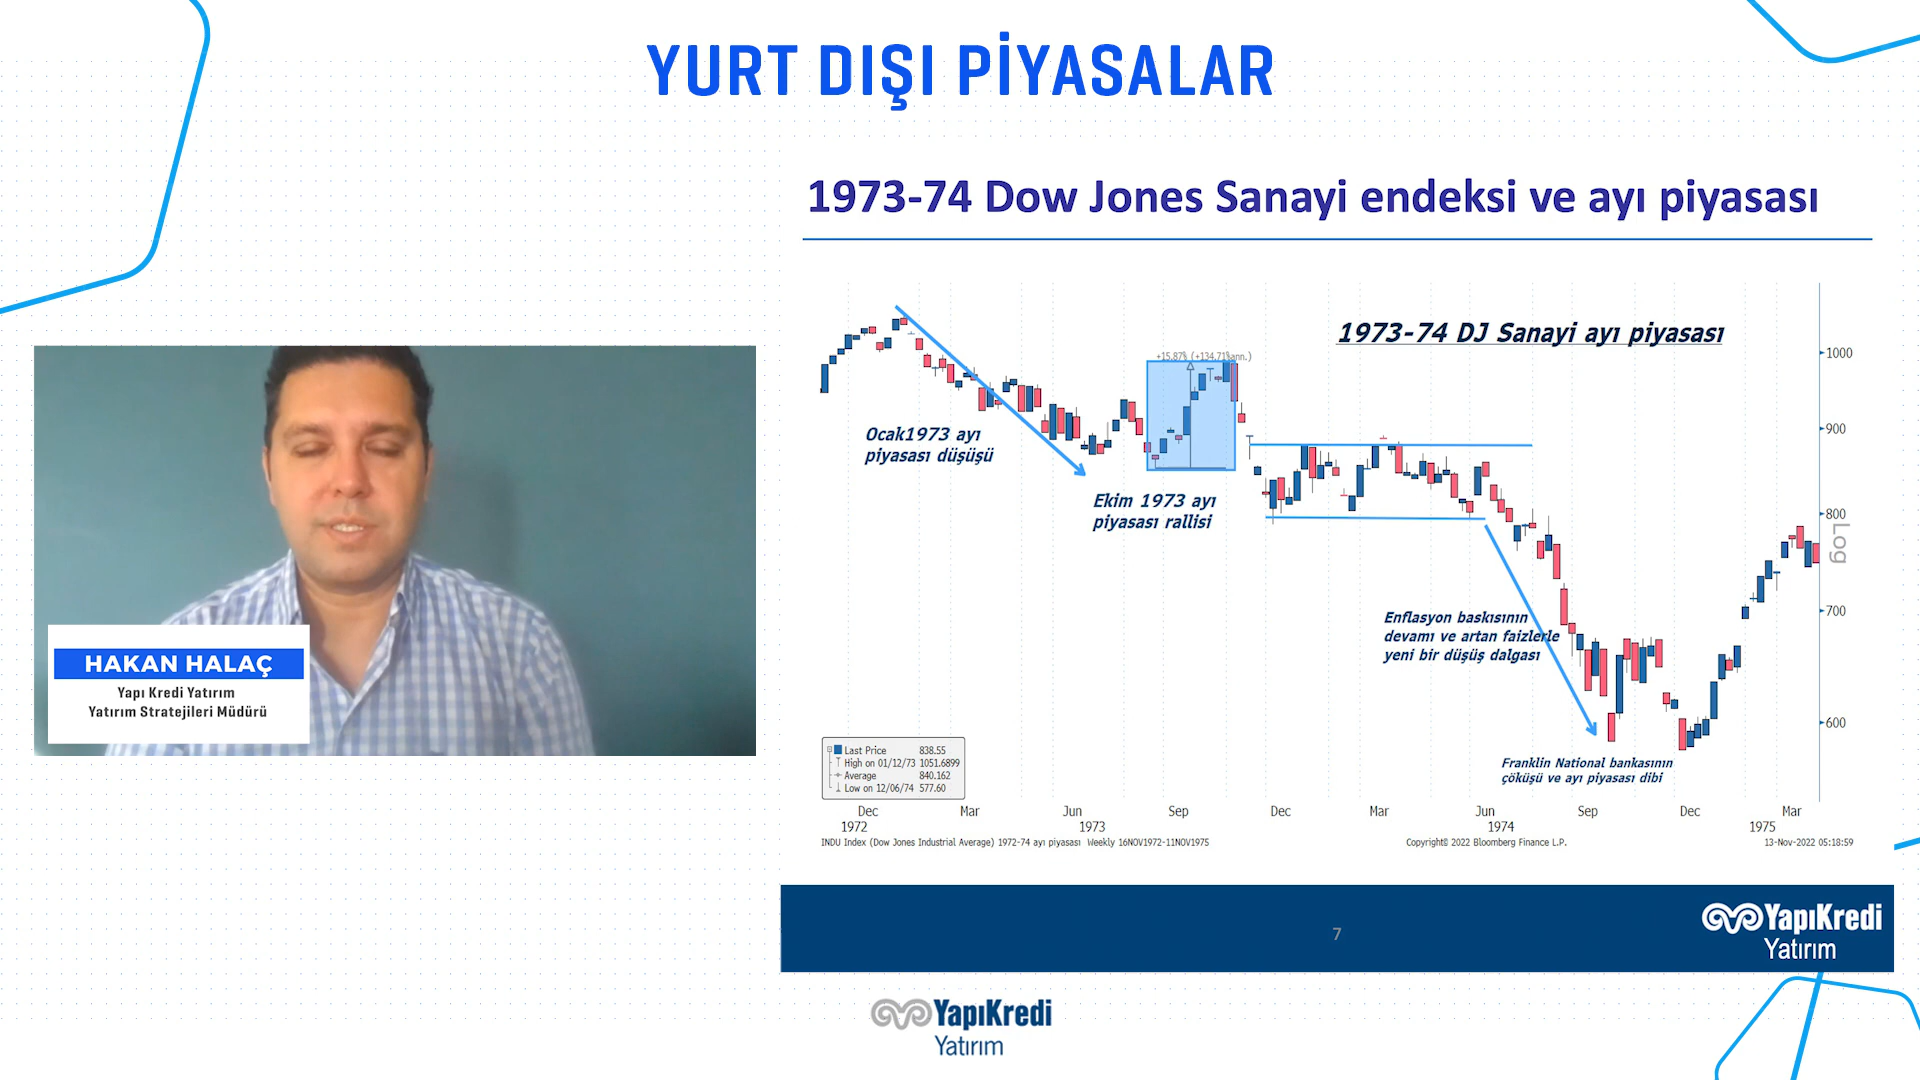 YURT DIŞI PİYASALAR
1973-74 Dow Jones Sanayi endeksi ve ayı piyasası
1973-74 DJ Sanayi ayı piyasası
+15.87% (+134.71%ann.)
1000
900
800
700
600
Log
Ocak1973 ayı
piyasası düşüşü
Ekim 1973 ayı
piyasası rallisi
Enflasyon baskısının
devamı ve artan faizlerle
yeni bir düşüş dalgası
Franklin National bankasının
çöküşü ve ayı piyasası dibi
Last Price 838.55
High on 01/12/73 1051.6899
Average 840.162
Low on 12/06/74 577.60
Dec Mar Jun Sep Dec Mar Jun Sep Dec Mar
1972 1973 1974 1975
INDU Index (Dow Jones Industrial Average) 1972-74 ayı piyasası Weekly 16NOV1972-11NOV1975
Copyright© 2022 Bloomberg Finance L.P.
13-Nov-2022 05:18:59
HAKAN HALAÇ
Yapı Kredi Yatırım
Yatırım Stratejileri Müdürü
7
YapıKredi
Yatırım
YapıKredi
Yatırım